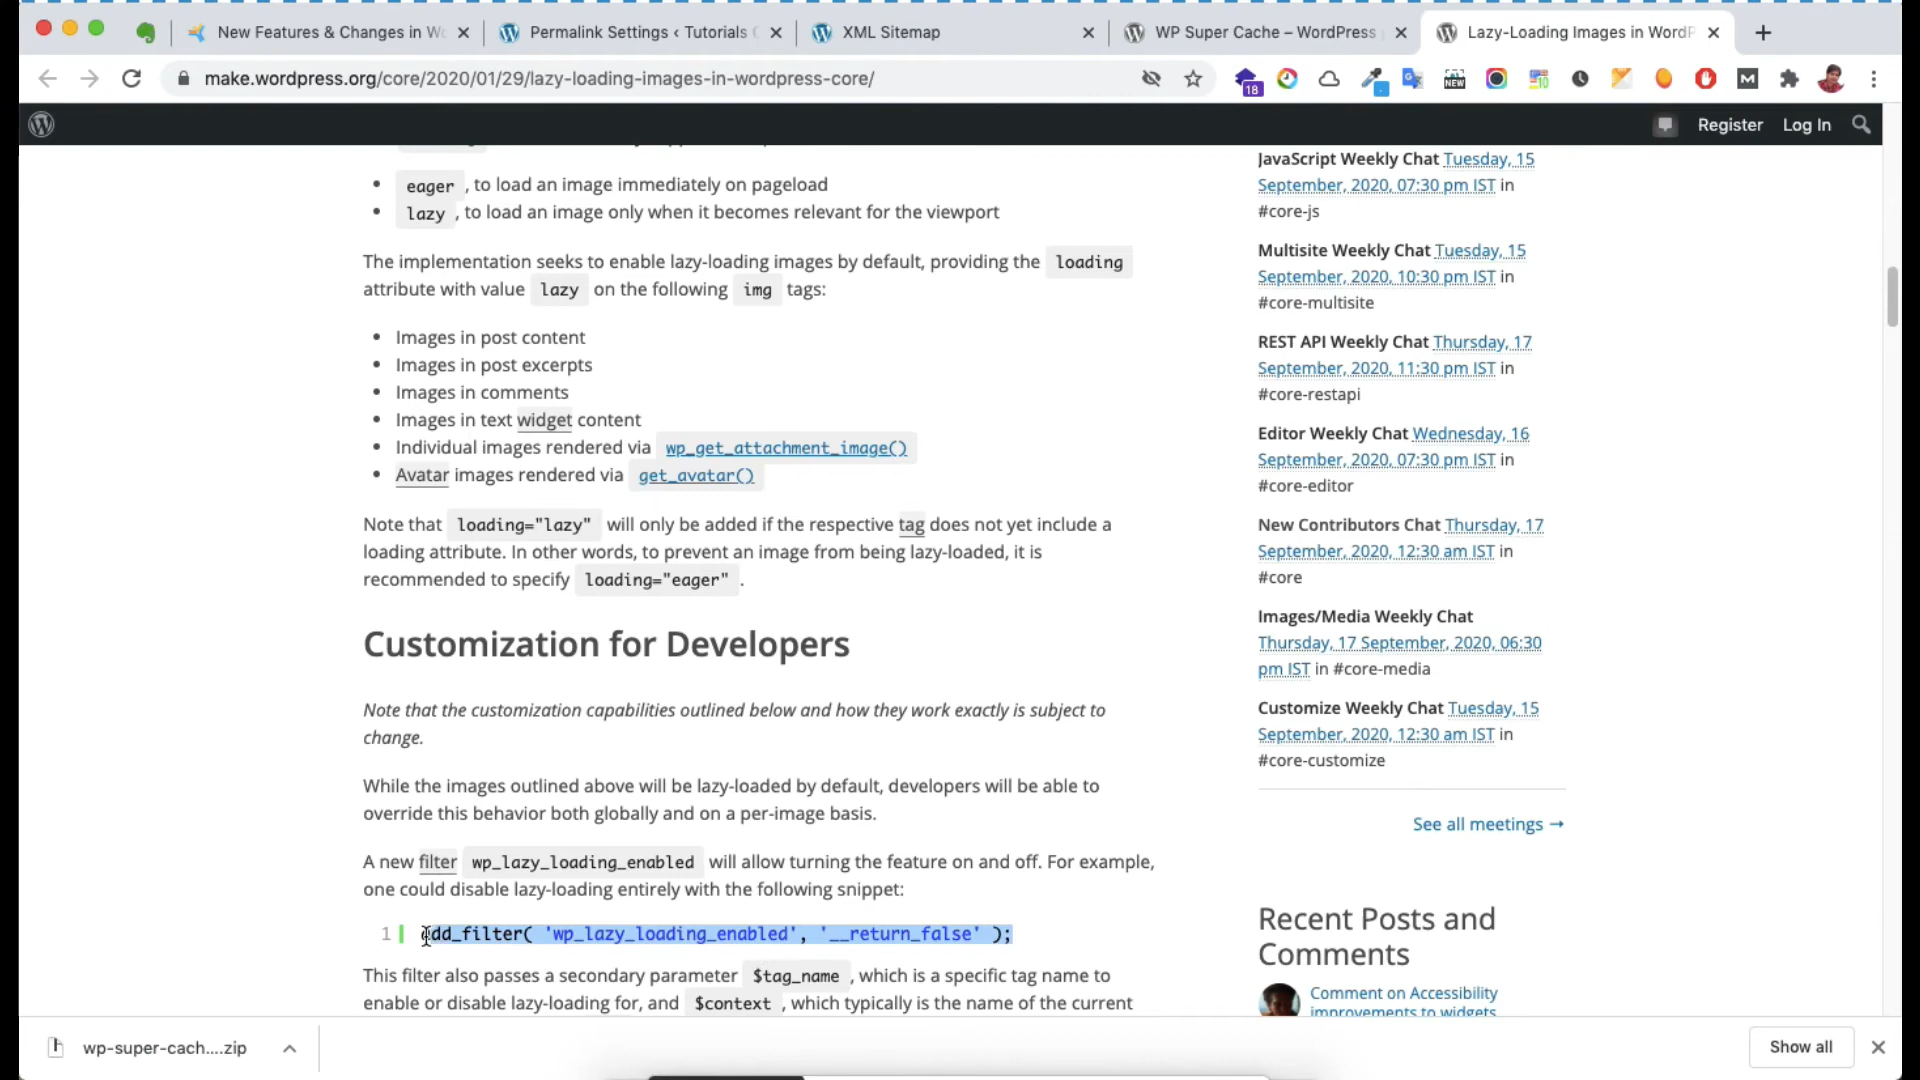 New Features & Changes in W
Permalink Settings ‹ Tutorials
XML Sitemap
WP Super Cache – WordPress
Lazy-Loading Images in WordP
make.wordpress.org/core/2020/01/29/lazy-loading-images-in-wordpress-core/
18
NEW
10
M
Register
Log In
eager , to load an image immediately on pageload
lazy , to load an image only when it becomes relevant for the viewport
The implementation seeks to enable lazy-loading images by default, providing the loading
attribute with value lazy on the following img tags:
Images in post content
Images in post excerpts
Images in comments
Images in text widget content
Individual images rendered via wp_get_attachment_image()
Avatar images rendered via get_avatar()
Note that loading="lazy" will only be added if the respective tag does not yet include a
loading attribute. In other words, to prevent an image from being lazy-loaded, it is
recommended to specify loading="eager" .
Customization for Developers
Note that the customization capabilities outlined below and how they work exactly is subject to
change.
While the images outlined above will be lazy-loaded by default, developers will be able to
override this behavior both globally and on a per-image basis.
A new filter wp_lazy_loading_enabled will allow turning the feature on and off. For example,
one could disable lazy-loading entirely with the following snippet:
1 add_filter( 'wp_lazy_loading_enabled', '__return_false' );
This filter also passes a secondary parameter $tag_name , which is a specific tag name to
enable or disable lazy-loading for, and $context , which typically is the name of the current
JavaScript Weekly Chat Tuesday, 15
September, 2020, 07:30 pm IST in
#core-js
Multisite Weekly Chat Tuesday, 15
September, 2020, 10:30 pm IST in
#core-multisite
REST API Weekly Chat Thursday, 17
September, 2020, 11:30 pm IST in
#core-restapi
Editor Weekly Chat Wednesday, 16
September, 2020, 07:30 pm IST in
#core-editor
New Contributors Chat Thursday, 17
September, 2020, 12:30 am IST in
#core
Images/Media Weekly Chat
Thursday, 17 September, 2020, 06:30
pm IST in #core-media
Customize Weekly Chat Tuesday, 15
September, 2020, 12:30 am IST in
#core-customize
See all meetings →
Recent Posts and
Comments
Comment on Accessibility
improvements to widgets
wp-super-cach....zip
Show all